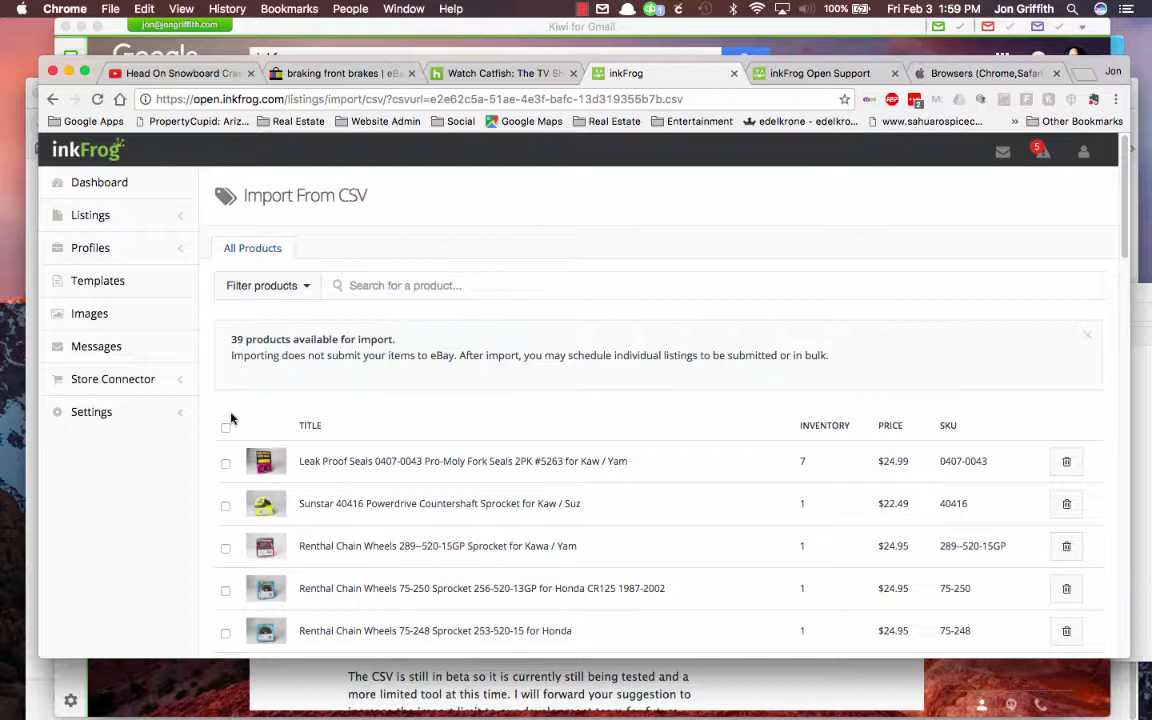 Chrome File Edit View History Bookmarks People Window Help 100% Fri Feb 3 1:59 PM Jon Griffith
jon@jongriffith.com Kiwi for Gmail
Google
Head On Snowboard Cra braking front brakes | eBa Watch Catfish: The TV Sh inkFrog inkFrog Open Support Browsers (Chrome,Safari Jon
https://open.inkfrog.com/listings/import/csv/?csvurl=e2e62c5a-51ae-4e3f-bafc-13d319355b7b.csv
Google Apps PropertyCupid: Ariz... Real Estate Website Admin Social Google Maps Real Estate Entertainment edelkrone - edelkro... www.sahuarospicec... » Other Bookmarks
inkFrog 5
Dashboard
Listings
Profiles
Templates
Images
Messages
Store Connector
Settings
Import From CSV
All Products
Filter products Search for a product...
39 products available for import.
Importing does not submit your items to eBay. After import, you may schedule individual listings to be submitted or in bulk.
TITLE INVENTORY PRICE SKU
Leak Proof Seals 0407-0043 Pro-Moly Fork Seals 2PK #5263 for Kaw / Yam 7 $24.99 0407-0043
Sunstar 40416 Powerdrive Countershaft Sprocket for Kaw / Suz 1 $22.49 40416
Renthal Chain Wheels 289--520-15GP Sprocket for Kawa / Yam 1 $24.95 289--520-15GP
Renthal Chain Wheels 75-250 Sprocket 256-520-13GP for Honda CR125 1987-2002 1 $24.95 75-250
Renthal Chain Wheels 75-248 Sprocket 253-520-15 for Honda 1 $24.95 75-248
The CSV is still in beta so it is currently still being tested and a
more limited tool at this time. I will forward your suggestion to